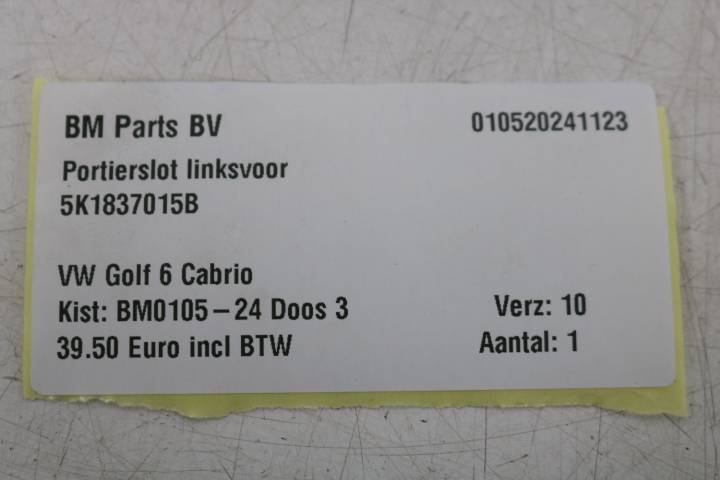 BM Parts BV 010520241123
Portierslot linksvoor
5K1837015B
VW Golf 6 Cabrio
Kist: BM0105-24 Doos 3 Verz: 10
39.50 Euro incl BTW Aantal: 1